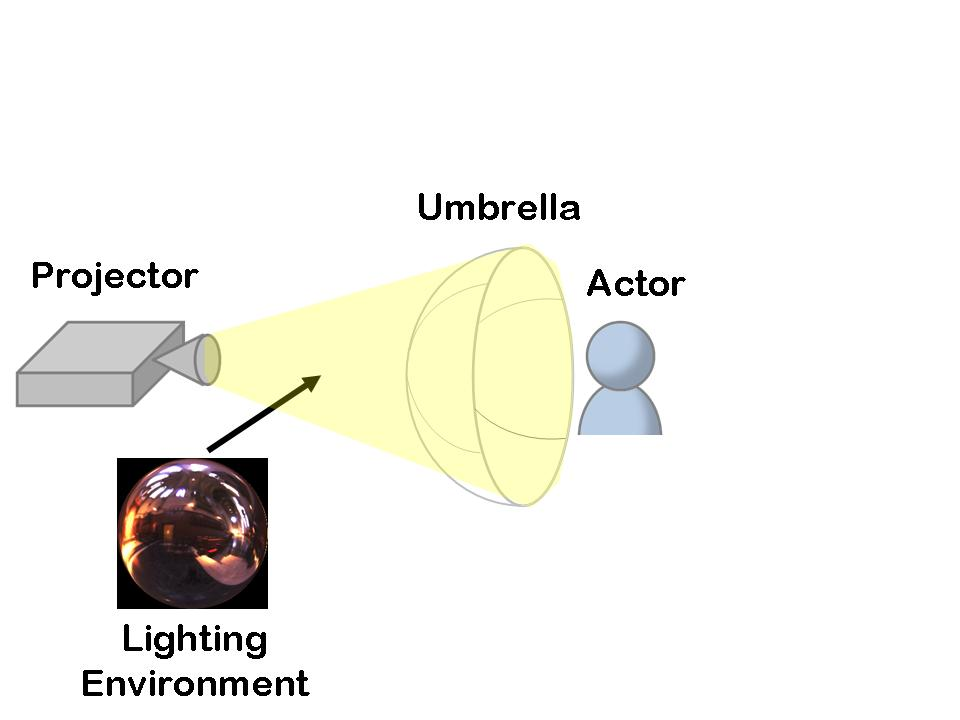 Umbrella
Projector
Actor
Lighting
Environment